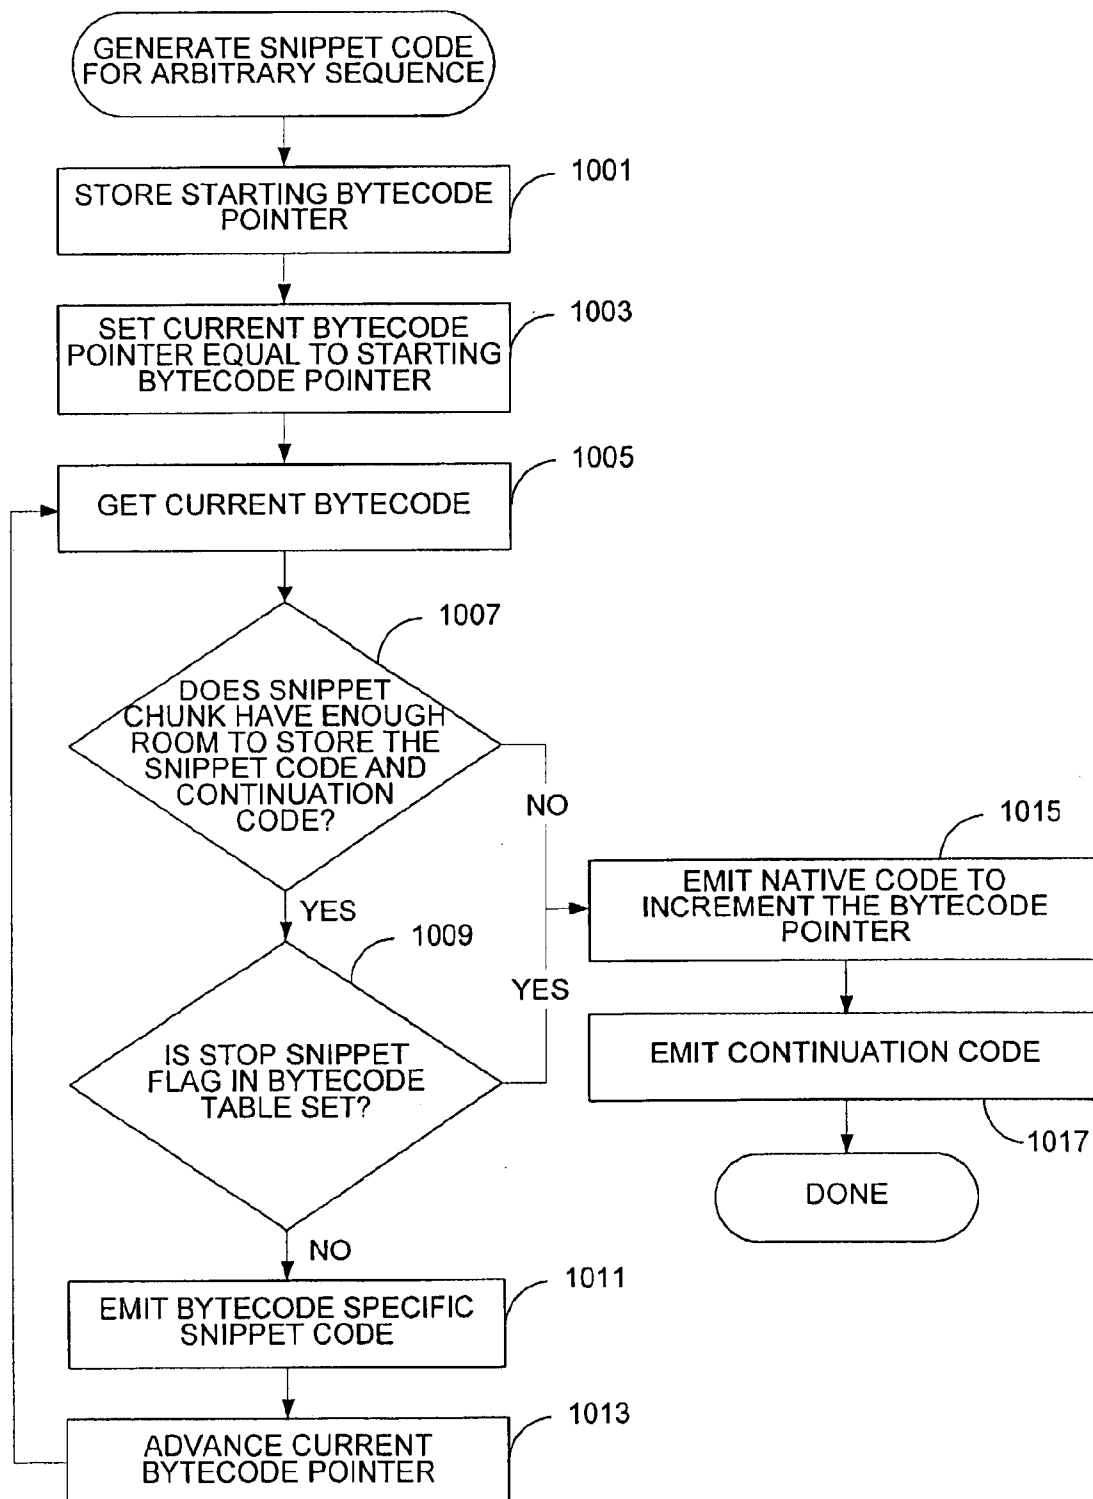 GENERATE SNIPPET CODE
FOR ARBITRARY SEQUENCE
1001
STORE STARTING BYTECODE
POINTER
1003
SET CURRENT BYTECODE
POINTER EQUAL TO STARTING
BYTECODE POINTER
1005
GET CURRENT BYTECODE
1007
DOES SNIPPET
CHUNK HAVE ENOUGH
ROOM TO STORE THE
SNIPPET CODE AND
CONTINUATION
CODE?
NO
YES
1009
IS STOP SNIPPET
FLAG IN BYTECODE
TABLE SET?
YES
NO
1011
EMIT BYTECODE SPECIFIC
SNIPPET CODE
1013
ADVANCE CURRENT
BYTECODE POINTER
1015
EMIT NATIVE CODE TO
INCREMENT THE BYTECODE
POINTER
EMIT CONTINUATION CODE
1017
DONE